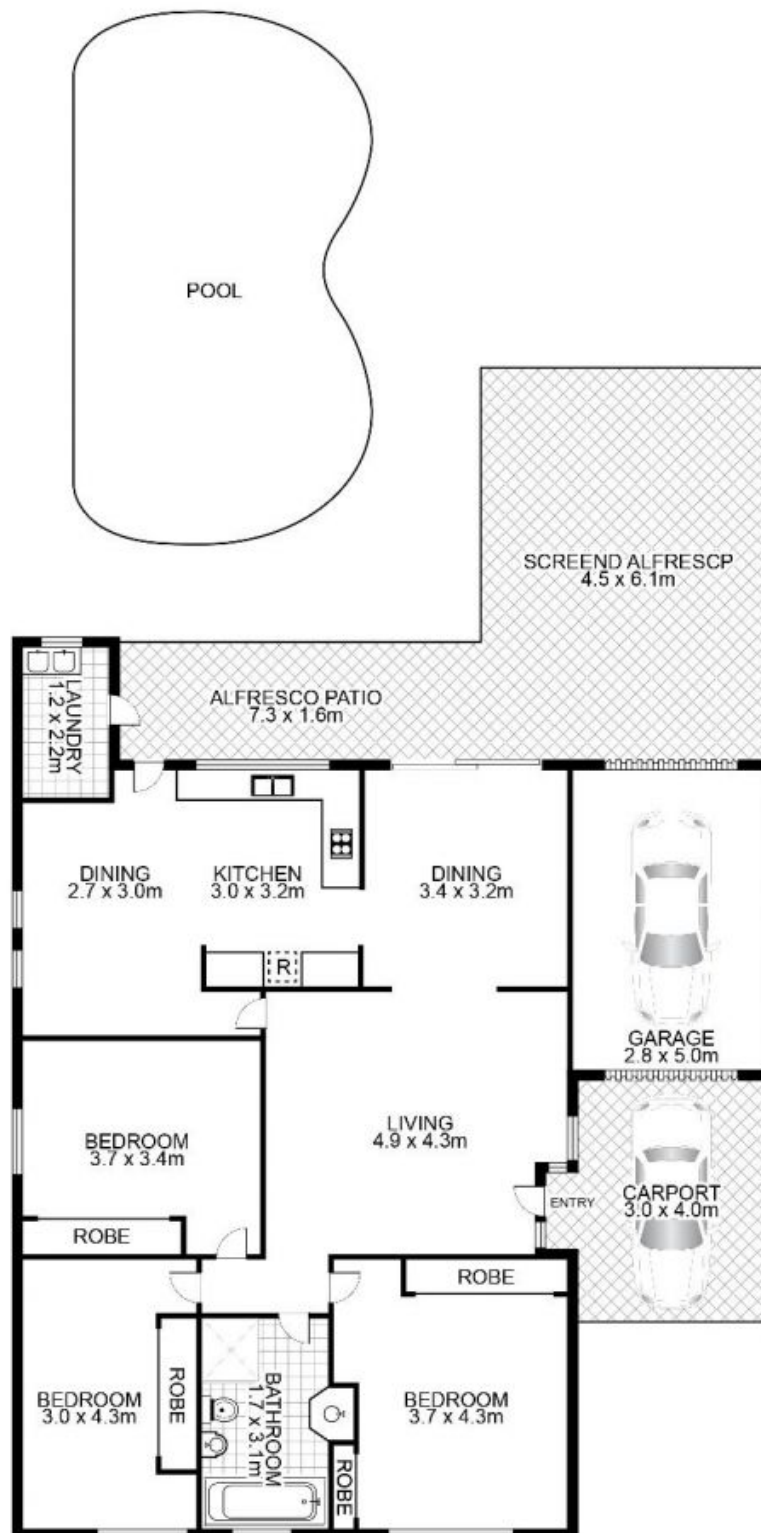 POOL
SCREEND ALFRESCP
4.5 x 6.1m
ALFRESCO PATIO
7.3 x 1.6m
LAUNDRY
1.2 x 2.2m
DINING
2.7 x 3.0m
KITCHEN
3.0 x 3.2m
DINING
3.4 x 3.2m
R
GARAGE
2.8 x 5.0m
LIVING
4.9 x 4.3m
BEDROOM
3.7 x 3.4m
ROBE
ENTRY
CARPORT
3.0 x 4.0m
ROBE
BEDROOM
3.0 x 4.3m
ROBE
BATHROOM
1.7 x 3.1m
BEDROOM
3.7 x 4.3m
ROBE